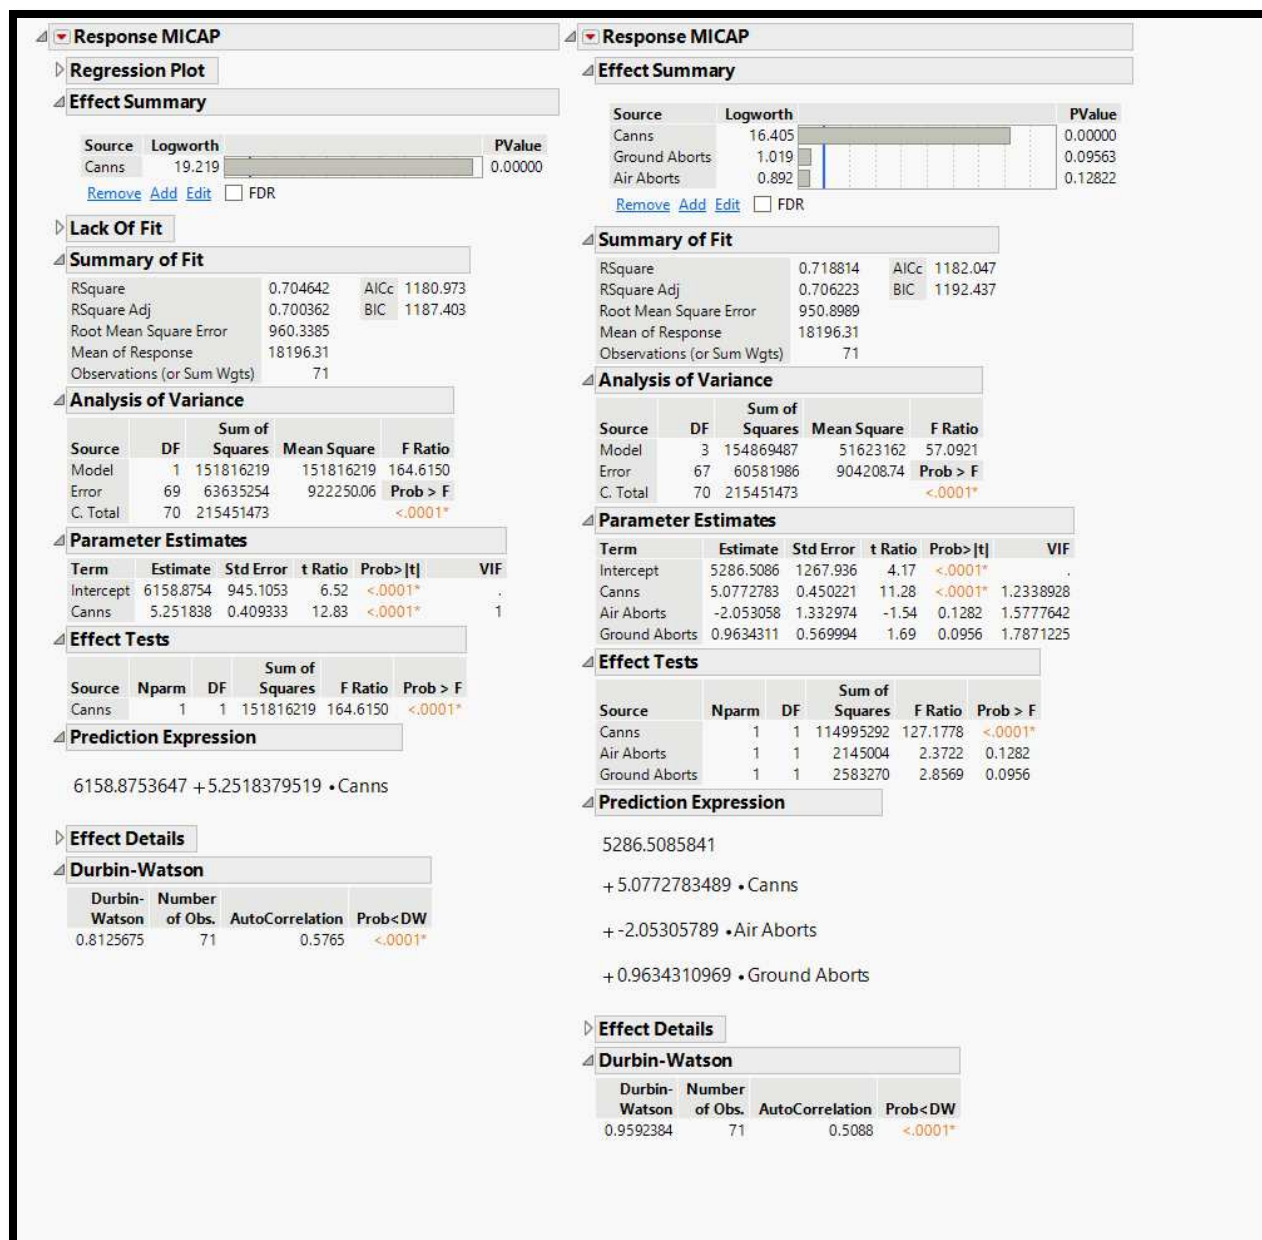 Response MICAP
Regression Plot
Effect Summary
Source Logworth PValue
Canns 19.219 0.00000
Remove Add Edit FDR
Lack Of Fit
Summary of Fit
RSquare 0.704642 AICc 1180.973
RSquare Adj 0.700362 BIC 1187.403
Root Mean Square Error 960.3385
Mean of Response 18196.31
Observations (or Sum Wgts) 71
Analysis of Variance
Sum of
Source DF Squares Mean Square F Ratio
Model 1 151816219 151816219 164.6150
Error 69 63635254 922250.06 Prob > F
C. Total 70 215451473 <.0001*
Parameter Estimates
Term Estimate Std Error t Ratio Prob>|t| VIF
Intercept 6158.8754 945.1053 6.52 <.0001* .
Canns 5.251838 0.409333 12.83 <.0001* 1
Effect Tests
Sum of
Source Nparm DF Squares F Ratio Prob > F
Canns 1 1 151816219 164.6150 <.0001*
Prediction Expression
6158.8753647 +5.2518379519 • Canns
Effect Details
Durbin-Watson
Durbin- Number
Watson of Obs. AutoCorrelation Prob<DW
0.8125675 71 0.5765 <.0001*
Response MICAP
Effect Summary
Source Logworth PValue
Canns 16.405 0.00000
Ground Aborts 1.019 0.09563
Air Aborts 0.892 0.12822
Remove Add Edit FDR
Summary of Fit
RSquare 0.718814 AICc 1182.047
RSquare Adj 0.706223 BIC 1192.437
Root Mean Square Error 950.8989
Mean of Response 18196.31
Observations (or Sum Wgts) 71
Analysis of Variance
Sum of
Source DF Squares Mean Square F Ratio
Model 3 154869487 51623162 57.0921
Error 67 60581986 904208.74 Prob > F
C. Total 70 215451473 <.0001*
Parameter Estimates
Term Estimate Std Error t Ratio Prob>|t| VIF
Intercept 5286.5086 1267.936 4.17 <.0001* .
Canns 5.0772783 0.450221 11.28 <.0001* 1.2338928
Air Aborts -2.053058 1.332974 -1.54 0.1282 1.5777642
Ground Aborts 0.9634311 0.569994 1.69 0.0956 1.7871225
Effect Tests
Sum of
Source Nparm DF Squares F Ratio Prob > F
Canns 1 1 114995292 127.1778 <.0001*
Air Aborts 1 1 2145004 2.3722 0.1282
Ground Aborts 1 1 2583270 2.8569 0.0956
Prediction Expression
5286.5085841
+5.0772783489 • Canns
+-2.05305789 • Air Aborts
+0.9634310969 • Ground Aborts
Effect Details
Durbin-Watson
Durbin- Number
Watson of Obs. AutoCorrelation Prob<DW
0.9592384 71 0.5088 <.0001*